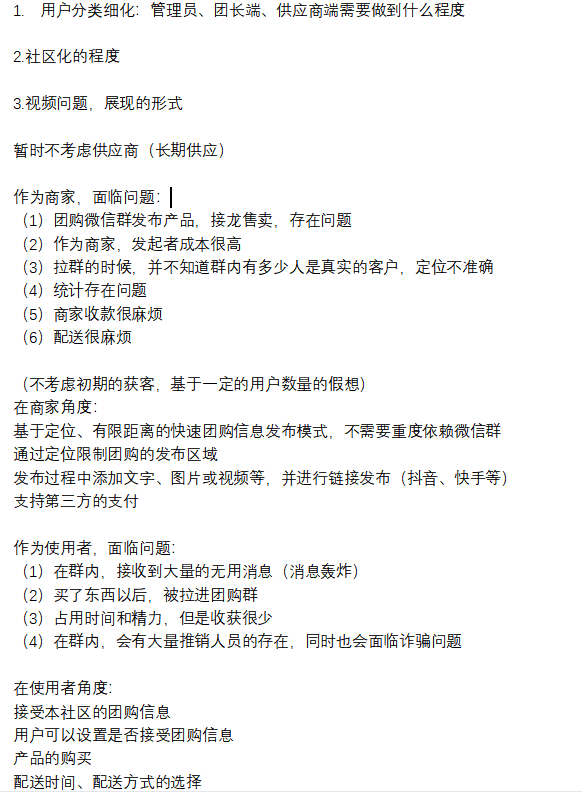 1. 用户分类细化：管理员、团长端、供应商端需要做到什么程度
2.社区化的程度
3.视频问题，展现的形式
暂时不考虑供应商（长期供应）
作为商家，面临问题：
（1）团购微信群发布产品，接龙售卖，存在问题
（2）作为商家，发起者成本很高
（3）拉群的时候，并不知道群内有多少人是真实的客户，定位不准确
（4）统计存在问题
（5）商家收款很麻烦
（6）配送很麻烦
（不考虑初期的获客，基于一定的用户数量的假想）
在商家角度：
基于定位、有限距离的快速团购信息发布模式，不需要重度依赖微信群
通过定位限制团购的发布区域
发布过程中添加文字、图片或视频等，并进行链接发布（抖音、快手等）
支持第三方的支付
作为使用者，面临问题：
（1）在群内，接收到大量的无用消息（消息轰炸）
（2）买了东西以后，被拉进团购群
（3）占用时间和精力，但是收获很少
（4）在群内，会有大量推销人员的存在，同时也会面临诈骗问题
在使用者角度：
接受本社区的团购信息
用户可以设置是否接受团购信息
产品的购买
配送时间、配送方式的选择